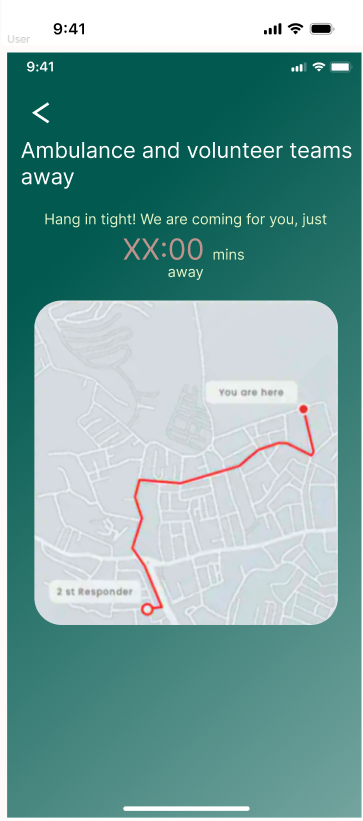 9:41
User
9:41
Ambulance and volunteer teams
away
Hang in tight! We are coming for you, just
XX:00 mins
away
You are here
2 st Responder